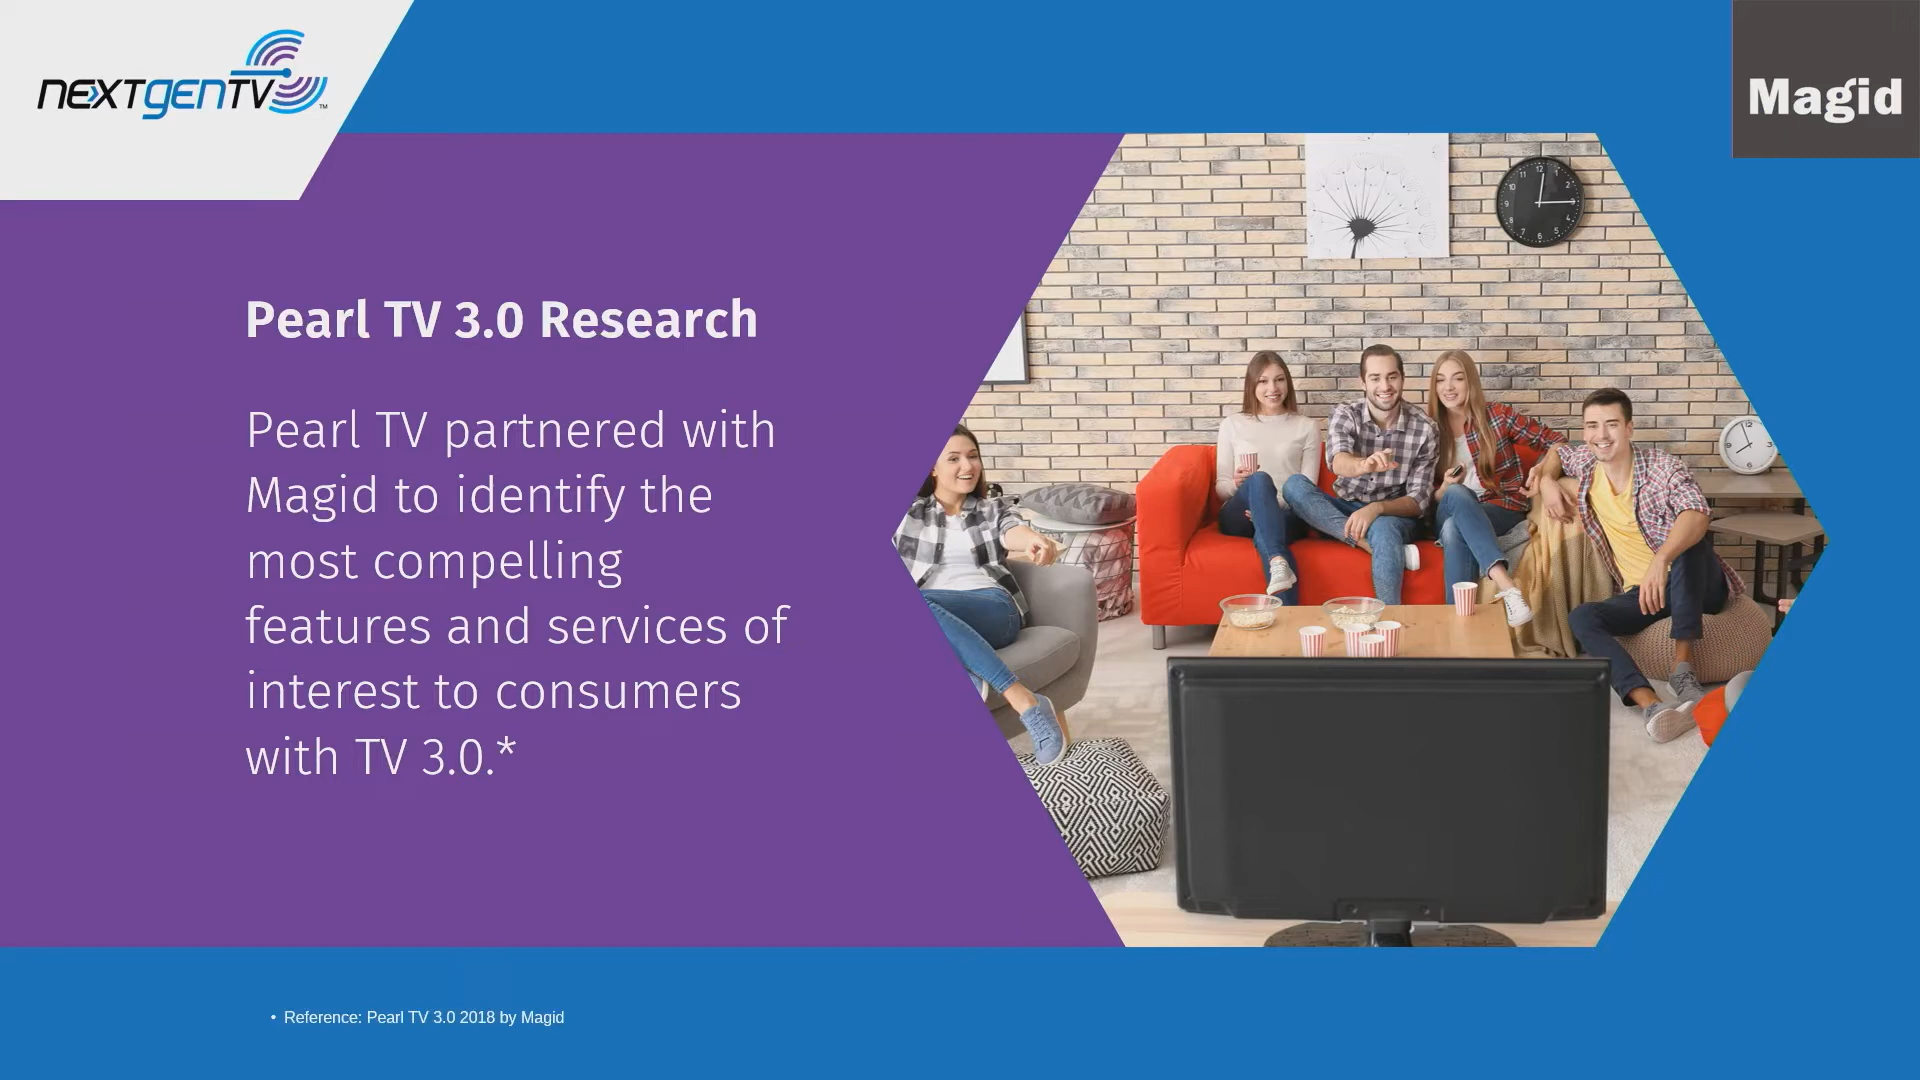 NEXTGENTV™
Magid
Pearl TV 3.0 Research
Pearl TV partnered with
Magid to identify the
most compelling
features and services of
interest to consumers
with TV 3.0.*
• Reference: Pearl TV 3.0 2018 by Magid